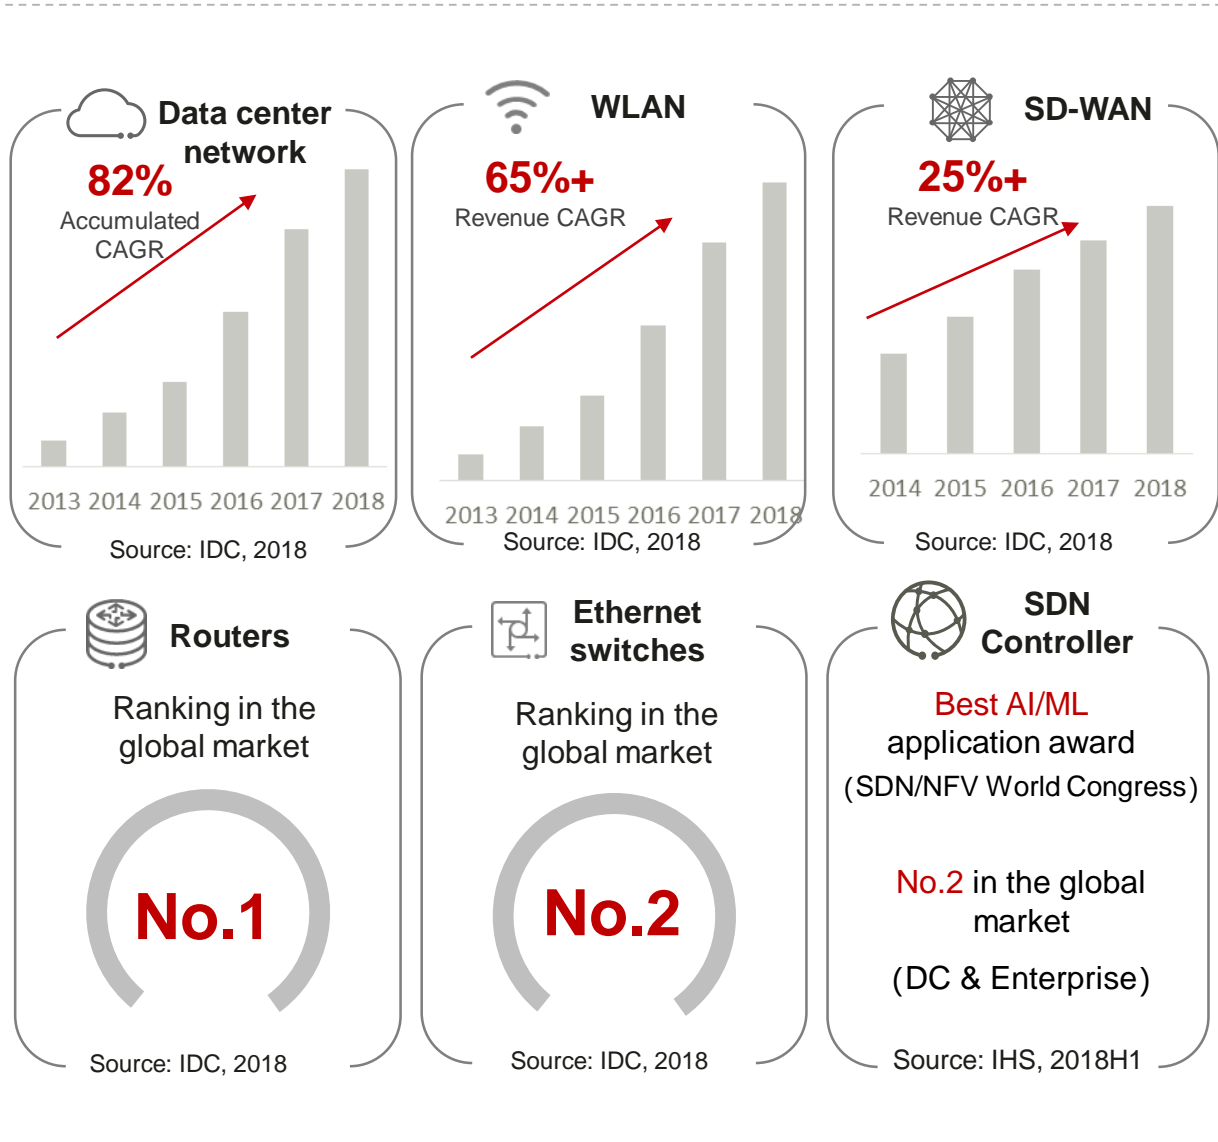 Data center
network
82%
Accumulated
CAGR
2013 2014 2015 2016 2017 2018
Source: IDC, 2018
WLAN
65%+
Revenue CAGR
2013 2014 2015 2016 2017 2018
Source: IDC, 2018
SD-WAN
25%+
Revenue CAGR
2014 2015 2016 2017 2018
Source: IDC, 2018
Routers
Ranking in the
global market
No.1
Source: IDC, 2018
Ethernet
switches
Ranking in the
global market
No.2
Source: IDC, 2018
SDN
Controller
Best AI/ML
application award
(SDN/NFV World Congress)
No.2 in the global
market
(DC & Enterprise)
Source: IHS, 2018H1